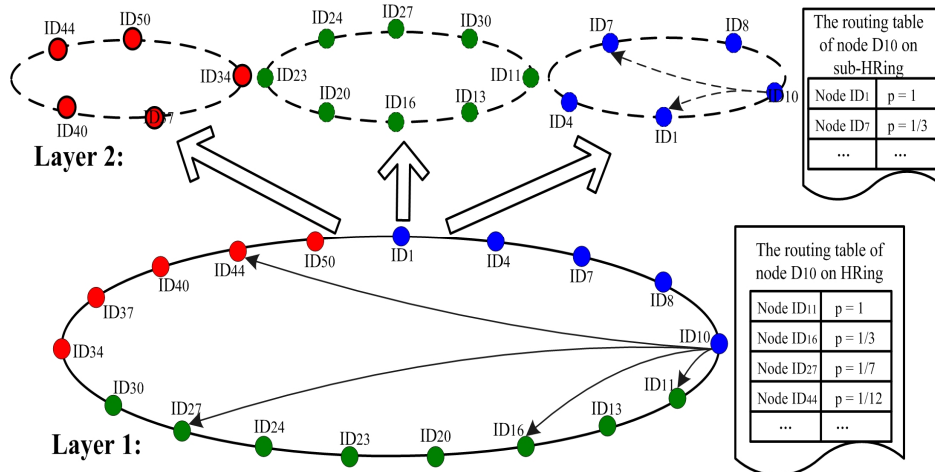 ID44
ID50
ID34
ID40
ID37
ID24
ID27
ID30
ID23
ID11
ID20
ID16
ID13
ID7
ID8
ID10
ID4
ID1
Layer 2:
The routing table
of node D10 on
sub-HRing
Node ID1 p = 1
Node ID7 p = 1/3
... ...
ID50
ID1
ID4
ID7
ID8
ID10
ID44
ID40
ID37
ID34
ID30
ID27
ID24
ID23
ID20
ID16
ID13
ID11
Layer 1:
The routing table of
node D10 on HRing
Node ID11 p = 1
Node ID16 p = 1/3
Node ID27 p = 1/7
Node ID44 p = 1/12
... ...